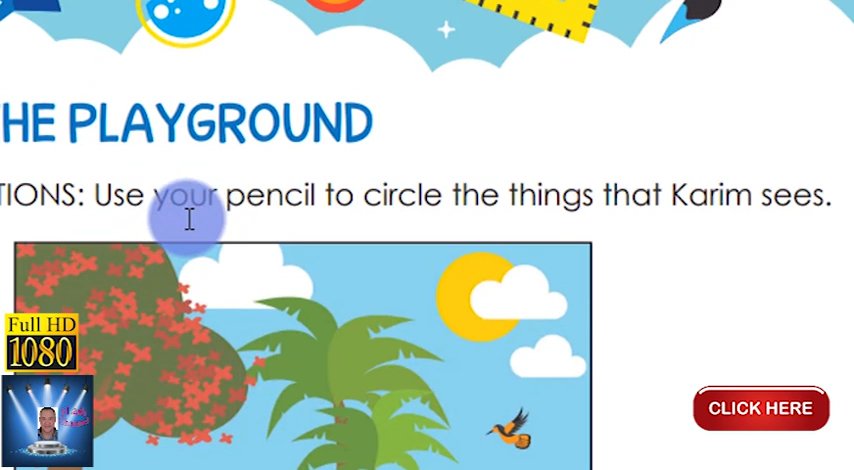 HE PLAYGROUND
TIONS: Use your pencil to circle the things that Karim sees.
Full HD
1080
CLICK HERE